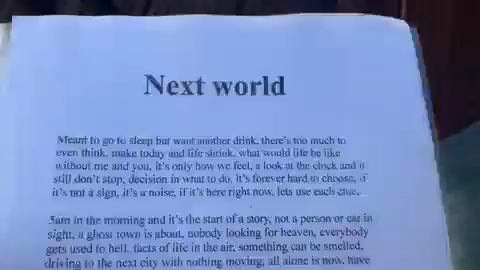 Next world
Meant to go to sleep but want another drink, there's too much to
even think, make today and life shrink, what would life be like
without me and you, it's only how we feel, a look at the clock and it
still don't stop, decision in what to do, it's forever hard to choose, if
it's not a sign, it's a noise, if it's here right now, lets use each
5am in the morning and it's the start of a story, not a person or car in
sight, a ghost town is about, nobody looking for heaven, everybody
gets used to hell, facts of life in the air, something can be smelled,
driving to the next city with nothing moving, all alone is now, have